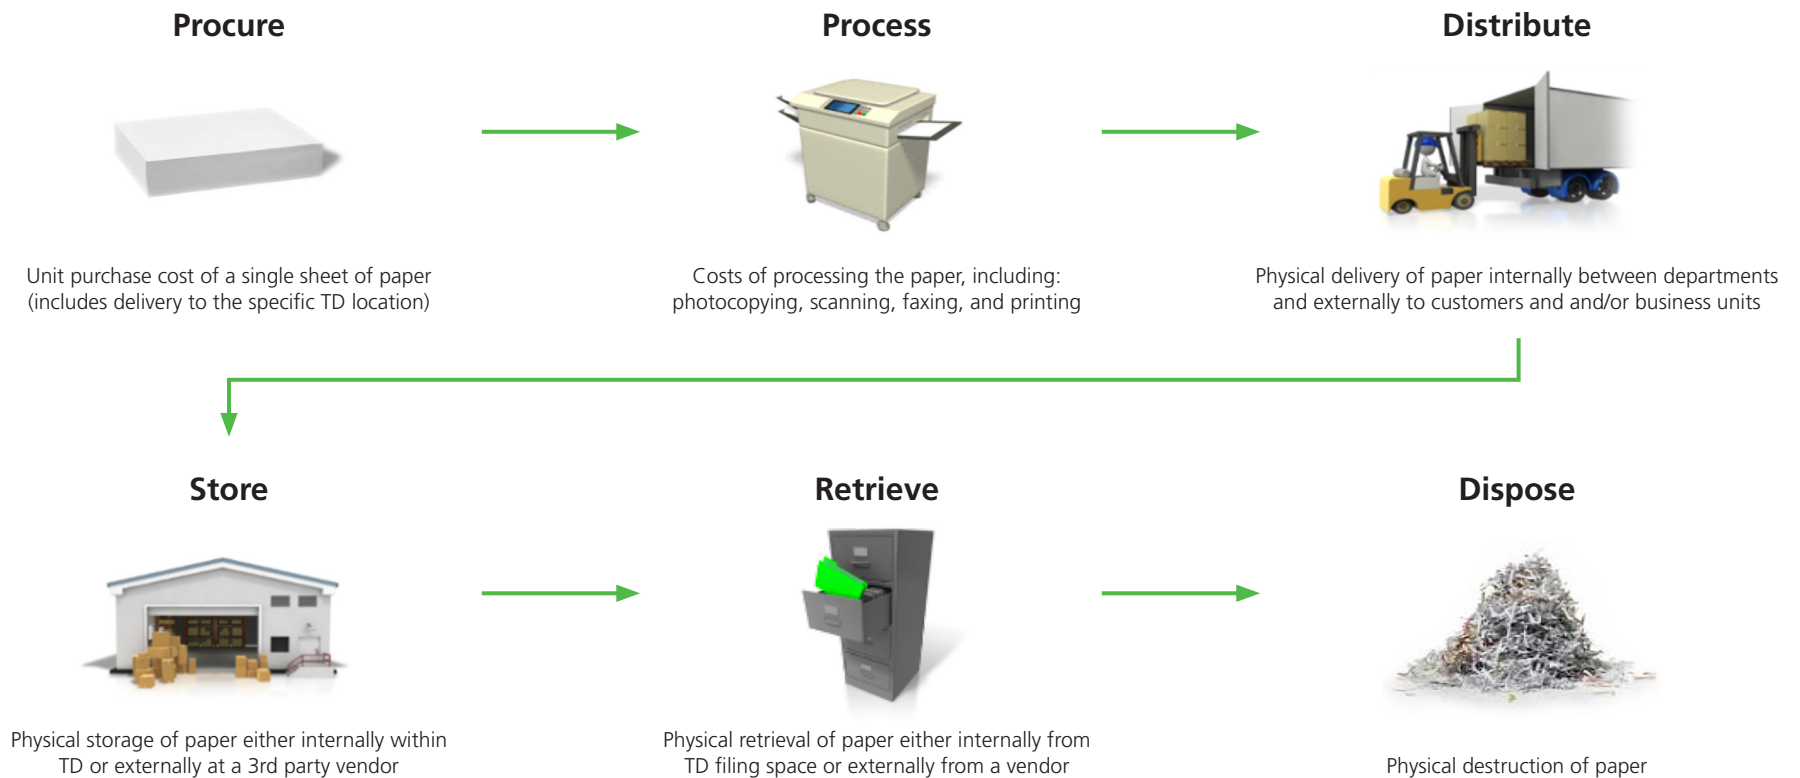 Procure
Process
Distribute
Unit purchase cost of a single sheet of paper
(includes delivery to the specific TD location)
Costs of processing the paper, including:
photocopying, scanning, faxing, and printing
Physical delivery of paper internally between departments
and externally to customers and and/or business units
Store
Retrieve
Dispose
Physical storage of paper either internally within
TD or externally at a 3rd party vendor
Physical retrieval of paper either internally from
TD filing space or externally from a vendor
Physical destruction of paper